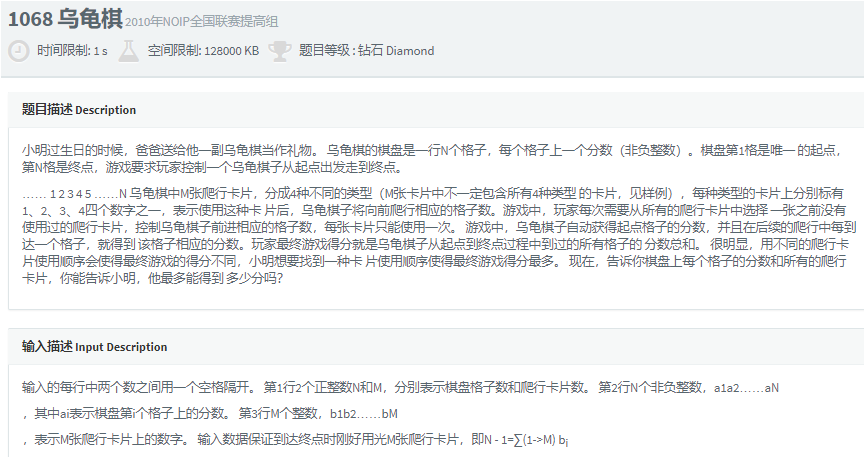 1068 乌龟棋 2010年NOIP全国联赛提高组
时间限制: 1 s 空间限制: 128000 KB 题目等级 : 钻石 Diamond
题目描述 Description
小明过生日的时候，爸爸送给他一副乌龟棋当作礼物。 乌龟棋的棋盘是一行N个格子，每个格子上一个分数（非负整数）。棋盘第1格是唯一 的起点，
第N格是终点，游戏要求玩家控制一个乌龟棋子从起点出发走到终点。
…… 1 2 3 4 5 ……N 乌龟棋中M张爬行卡片，分成4种不同的类型（M张卡片中不一定包含所有4种类型 的卡片，见样例），每种类型的卡片上分别标有
1、2、3、4四个数字之一，表示使用这种卡 片后，乌龟棋子将向前爬行相应的格子数。游戏中，玩家每次需要从所有的爬行卡片中选择 一张之前没有
使用过的爬行卡片，控制乌龟棋子前进相应的格子数，每张卡片只能使用一次。 游戏中，乌龟棋子自动获得起点格子的分数，并且在后续的爬行中每到
达一个格子，就得到 该格子相应的分数。玩家最终游戏得分就是乌龟棋子从起点到终点过程中到过的所有格子的 分数总和。 很明显，用不同的爬行卡
片使用顺序会使得最终游戏的得分不同，小明想要找到一种卡 片使用顺序使得最终游戏得分最多。 现在，告诉你棋盘上每个格子的分数和所有的爬行
卡片，你能告诉小明，他最多能得到 多少分吗？
输入描述 Input Description
输入的每行中两个数之间用一个空格隔开。 第1行2个正整数N和M，分别表示棋盘格子数和爬行卡片数。 第2行N个非负整数，a1a2……aN
，其中ai表示棋盘第i个格子上的分数。 第3行M个整数，b1b2……bM
，表示M张爬行卡片上的数字。 输入数据保证到达终点时刚好用光M张爬行卡片，即N - 1=∑(1->M) bi